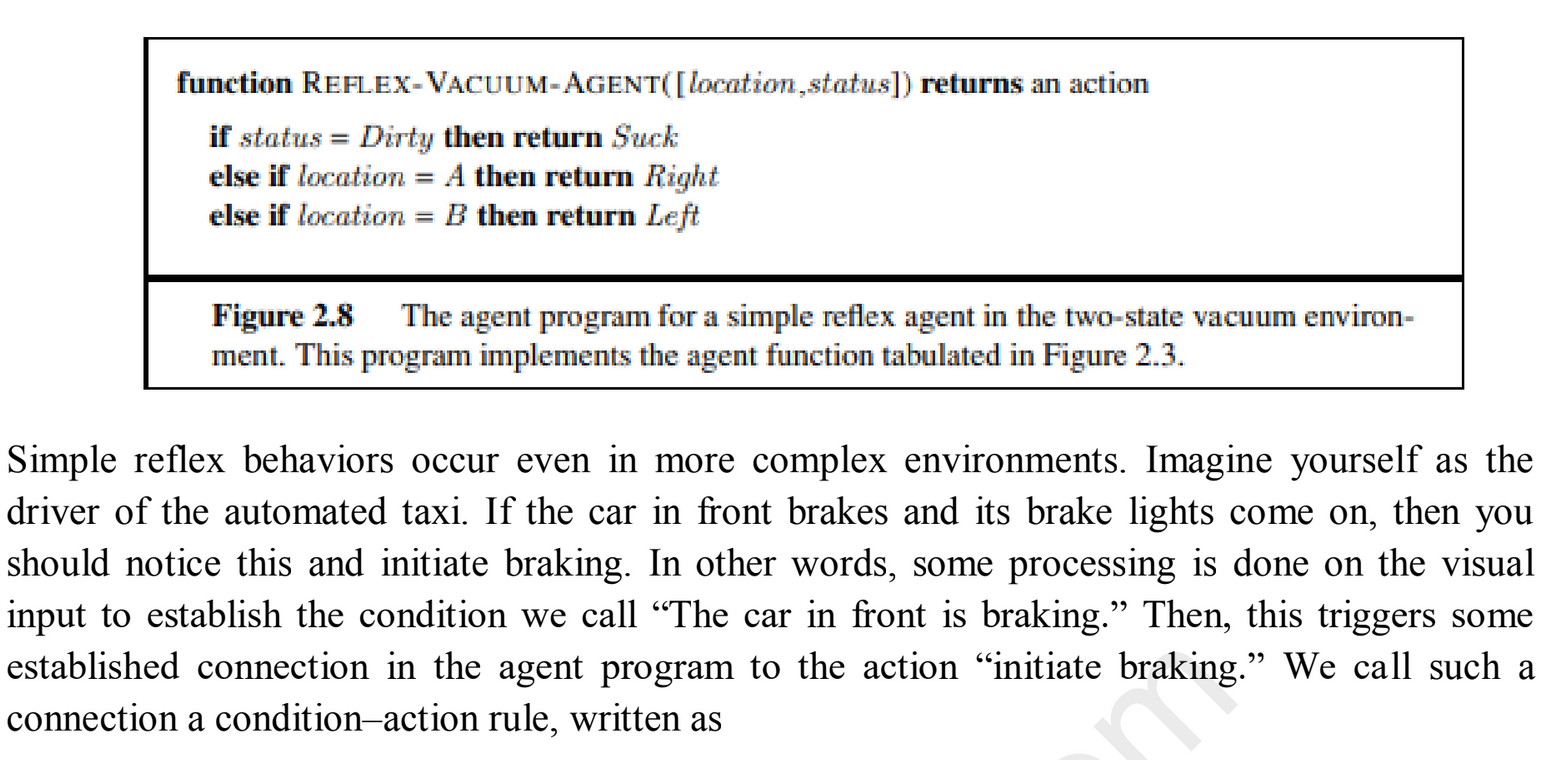 function REFLEX-VACUUM-AGENT([location,status]) returns an action
if status = Dirty then return Suck
else if location = A then return Right
else if location = B then return Left
Figure 2.8 The agent program for a simple reflex agent in the two-state vacuum environ-
ment. This program implements the agent function tabulated in Figure 2.3.
Simple reflex behaviors occur even in more complex environments. Imagine yourself as the
driver of the automated taxi. If the car in front brakes and its brake lights come on, then you
should notice this and initiate braking. In other words, some processing is done on the visual
input to establish the condition we call “The car in front is braking.” Then, this triggers some
established connection in the agent program to the action “initiate braking.” We call such a
connection a condition–action rule, written as